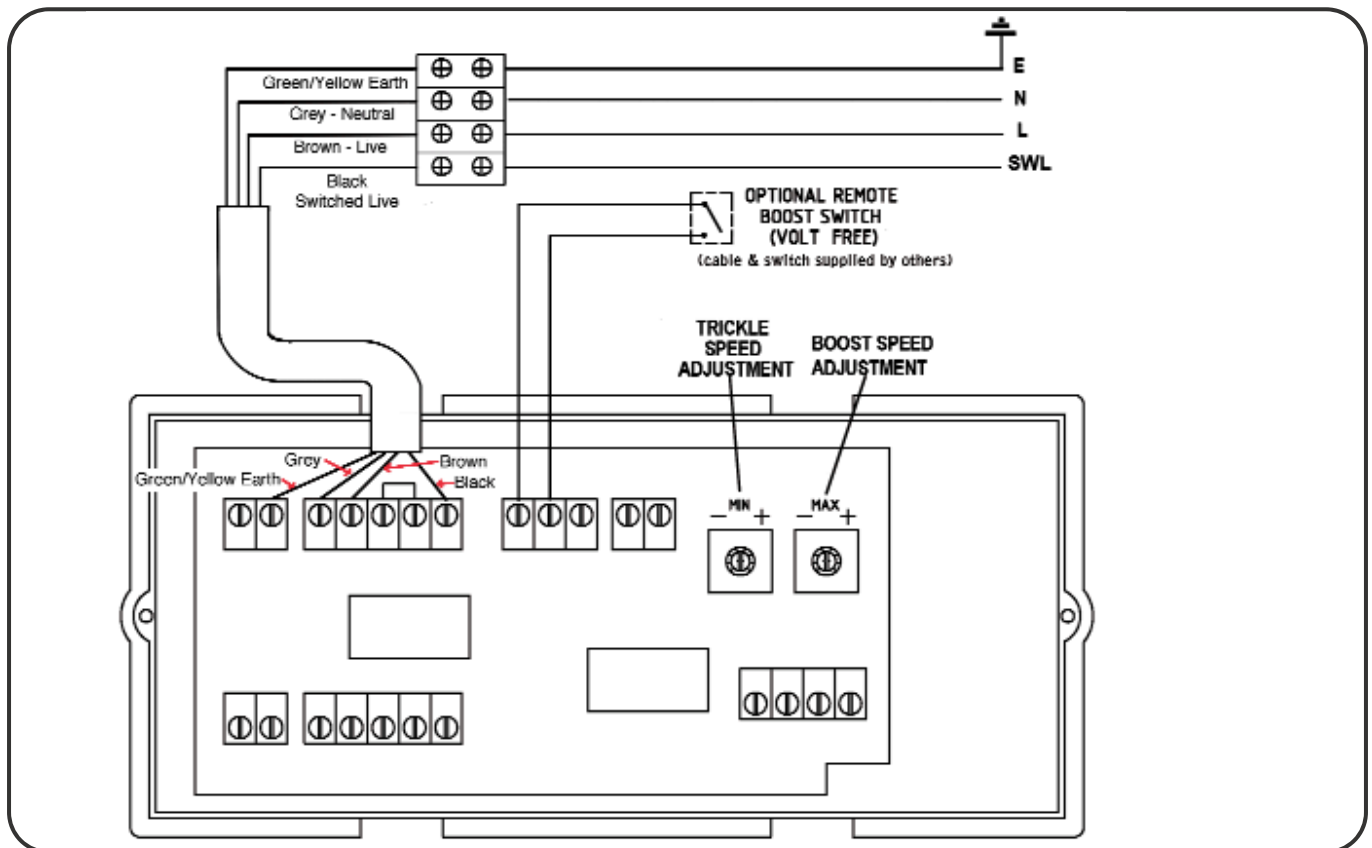 E
Green/Yellow Earth
N
Grey - Neutral
L
Brown - Live
SWL
Black
Switched Live
OPTIONAL REMOTE
BOOST SWITCH
(VOLT FREE)
(cable & switch supplied by others)
TRICKLE
SPEED
ADJUSTMENT
BOOST SPEED
ADJUSTMENT
Grey
Brown
Green/Yellow Earth
Black
- MIN +
- MAX +